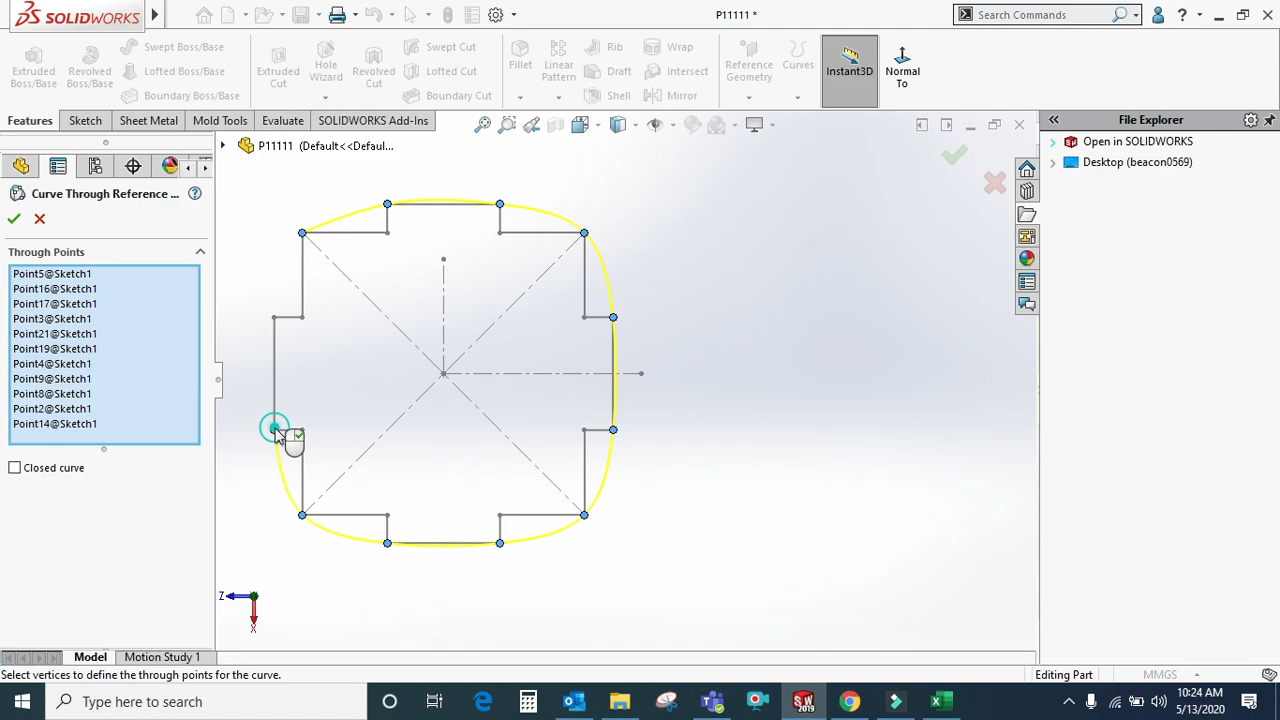 SOLIDWORKS
P11111 *
Search Commands
?
Extruded Boss/Base
Revolved Boss/Base
Swept Boss/Base
Lofted Boss/Base
Boundary Boss/Base
Extruded Cut
Hole Wizard
Revolved Cut
Swept Cut
Lofted Cut
Boundary Cut
Fillet
Linear Pattern
Rib
Draft
Shell
Wrap
Intersect
Mirror
Reference Geometry
Curves
Instant3D
Normal To
Features
Sketch
Sheet Metal
Mold Tools
Evaluate
SOLIDWORKS Add-Ins
P11111 (Default<<Defaul...
File Explorer
Open in SOLIDWORKS
Desktop (beacon0569)
Curve Through Reference ...
?
Through Points
Point5@Sketch1
Point16@Sketch1
Point17@Sketch1
Point3@Sketch1
Point21@Sketch1
Point19@Sketch1
Point4@Sketch1
Point9@Sketch1
Point8@Sketch1
Point2@Sketch1
Point14@Sketch1
Closed curve
Z
X
Model
Motion Study 1
Select vertices to define the through points for the curve.
Editing Part
MMGS
Type here to search
SW
2019
10:24 AM
5/13/2020